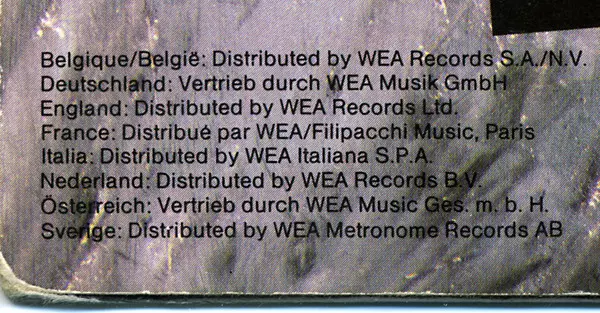 Belgique/België: Distributed by WEA Records S.A./N.V.
Deutschland: Vertrieb durch WEA Musik GmbH
England: Distributed by WEA Records Ltd.
France: Distribué par WEA/Filipacchi Music, Paris
Italia: Distributed by WEA Italiana S.P.A.
Nederland: Distributed by WEA Records B.V.
Österreich: Vertrieb durch WEA Music Ges. m. b. H.
Sverige: Distributed by WEA Metronome Records AB